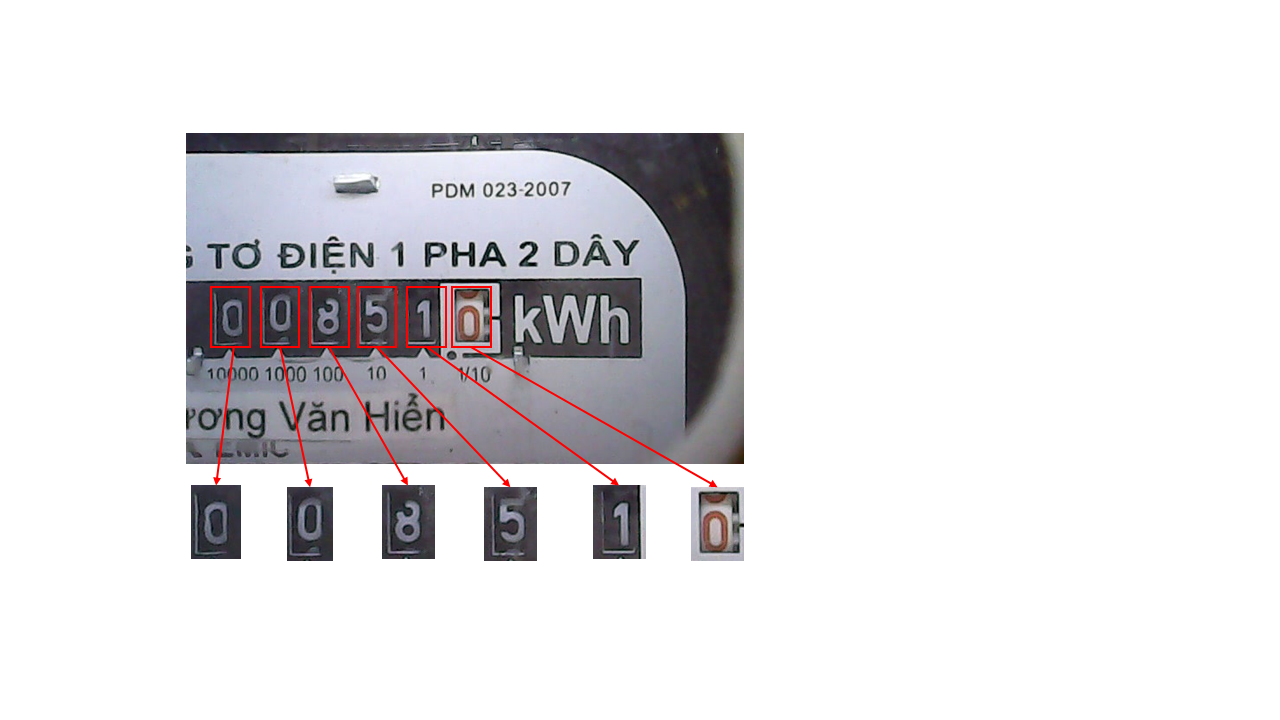 PDM 023-2007
TƠ ĐIỆN 1 PHA 2 DÂY
0 0 8 5 1 0 kWh
10000 1000 100 10 1 1/10
Văn Hiển
EMIC
0 0 8 5 1 0